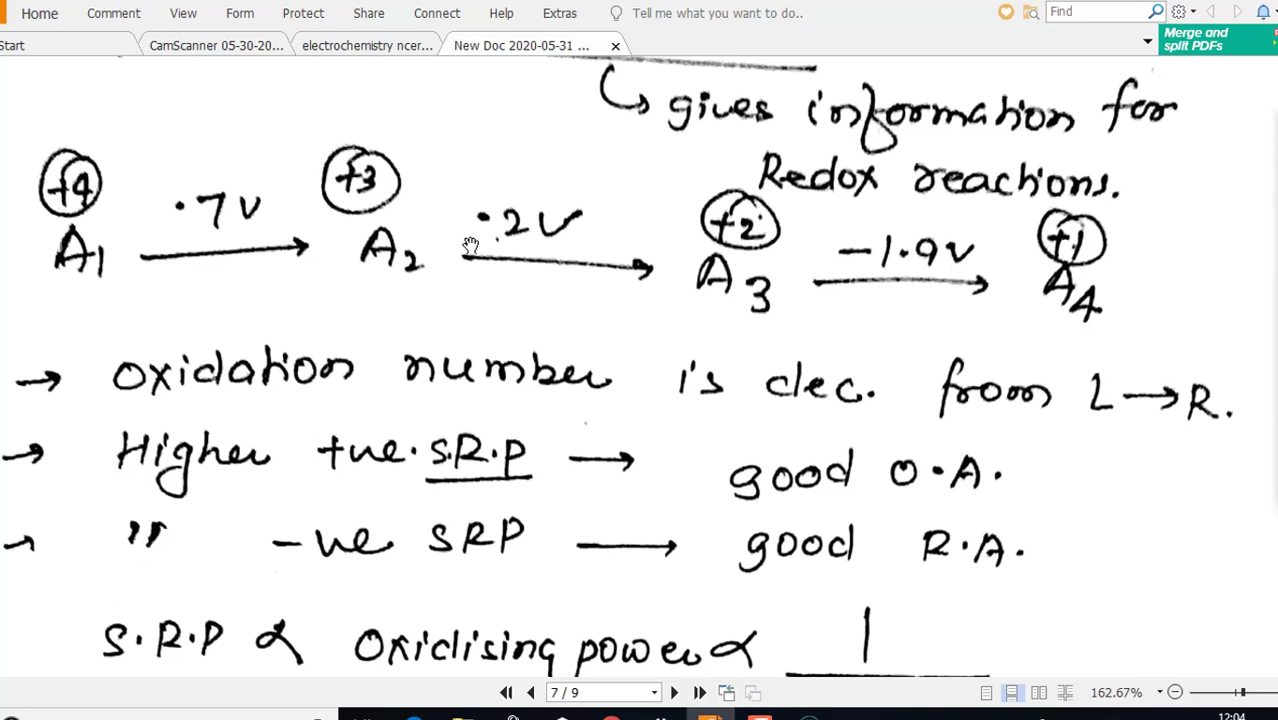 Home Comment View Form Protect Share Connect Help Extras Tell me what you want to do.. Find
Merge and
split PDFs
Start CamScanner 05-30-20... electrochemistry ncer... New Doc 2020-05-31 ... ×
↳ gives information for
Redox reactions.
+4 +3 +2 +1
A1 .7V → A2 .2V → A3 -1.9V → A4
→ oxidation number is dec. from L→R.
→ Higher +ve. S.R.P → good O.A.
→ " -ve SRP → good R.A.
S.R.P ∝ Oxidising power ∝ 1
7 / 9 162.67%
12:04